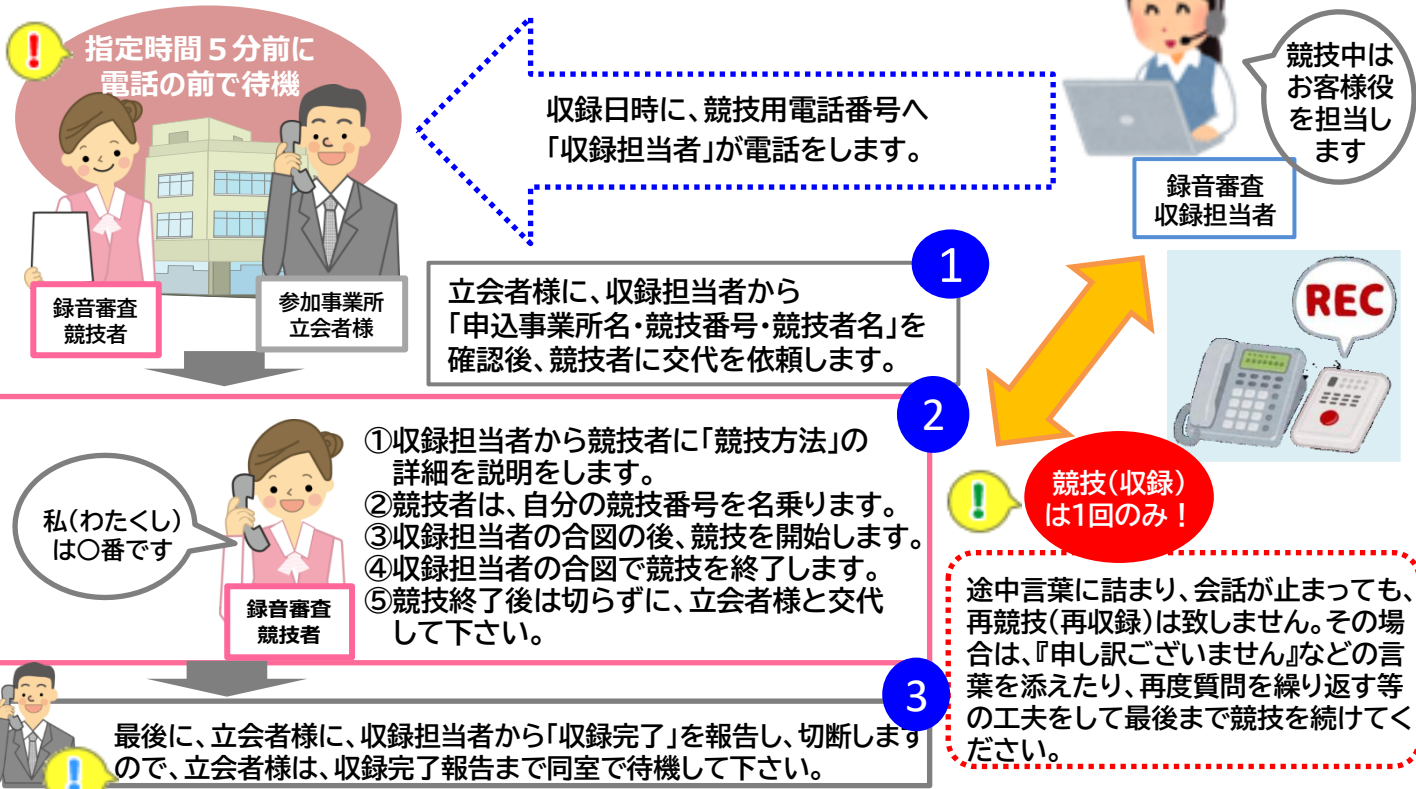 指定時間5分前に
電話の前で待機
収録日時に、競技用電話番号へ
「収録担当者」が電話をします。
競技中は
お客様役
を担当し
ます
録音審査
収録担当者
録音審査
競技者
参加事業所
立会者様
1
立会者様に、収録担当者から
「申込事業所名・競技番号・競技者名」を
確認後、競技者に交代を依頼します。
REC
2
①収録担当者から競技者に「競技方法」の
詳細を説明をします。
②競技者は、自分の競技番号を名乗ります。
③収録担当者の合図の後、競技を開始します。
④収録担当者の合図で競技を終了します。
⑤競技終了後は切らずに、立会者様と交代
して下さい。
私(わたくし)
は〇番です
録音審査
競技者
競技(収録)
は1回のみ！
途中言葉に詰まり、会話が止まっても、
再競技(再収録)は致しません。その場
合は、『申し訳ございません』などの言
葉を添えたり、再度質問を繰り返す等
の工夫をして最後まで競技を続けてく
ださい。
3
最後に、立会者様に、収録担当者から「収録完了」を報告し、切断します
ので、立会者様は、収録完了報告まで同室で待機して下さい。